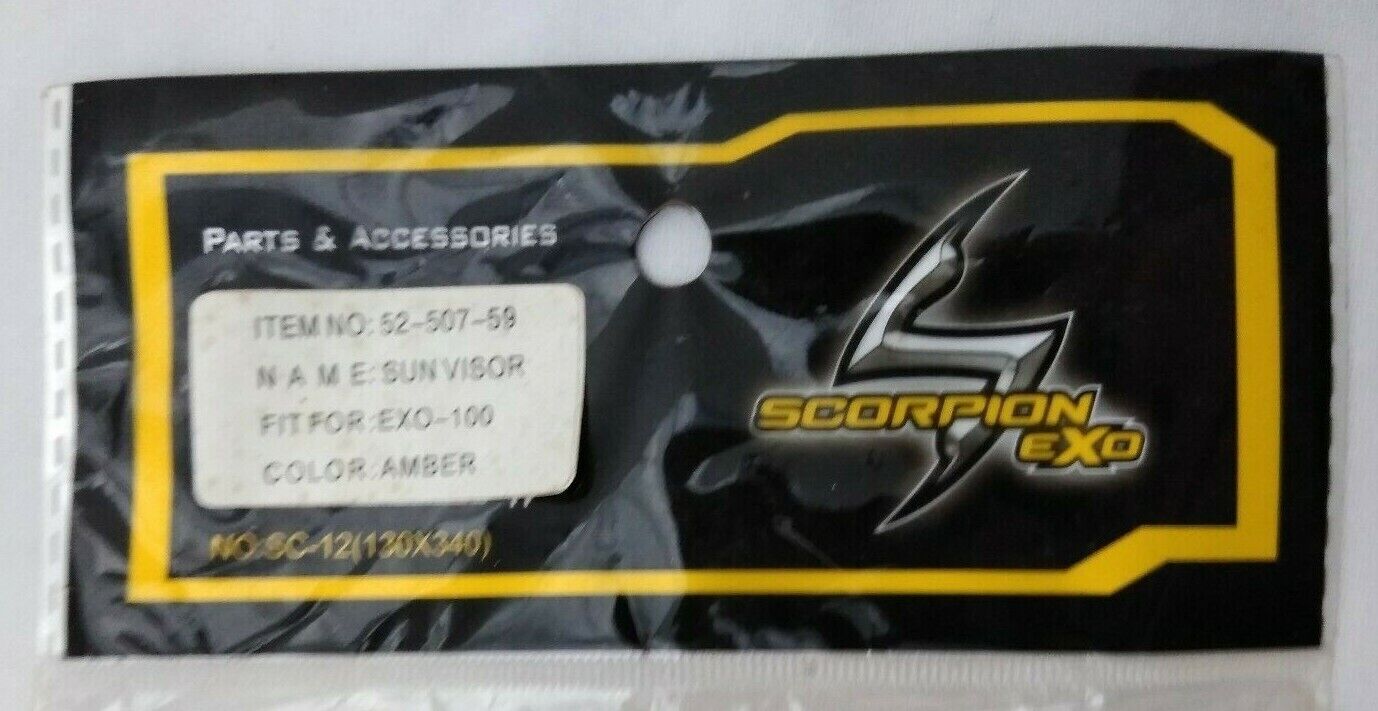 PARTS & ACCESSORIES
ITEM NO: 52-507-59
N A M E: SUN VISOR
FIT FOR: EXO-100
COLOR: AMBER
NO:SC-12(130X340)
SCORPION
EXO